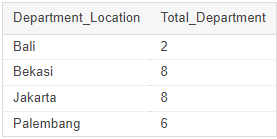 Department_Location Total_Department
Bali 2
Bekasi 8
Jakarta 8
Palembang 6